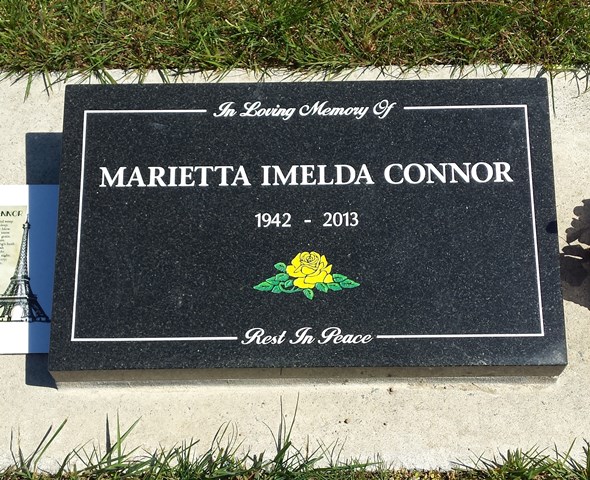 In Loving Memory Of
MARIETTA IMELDA CONNOR
1942 - 2013
Rest In Peace